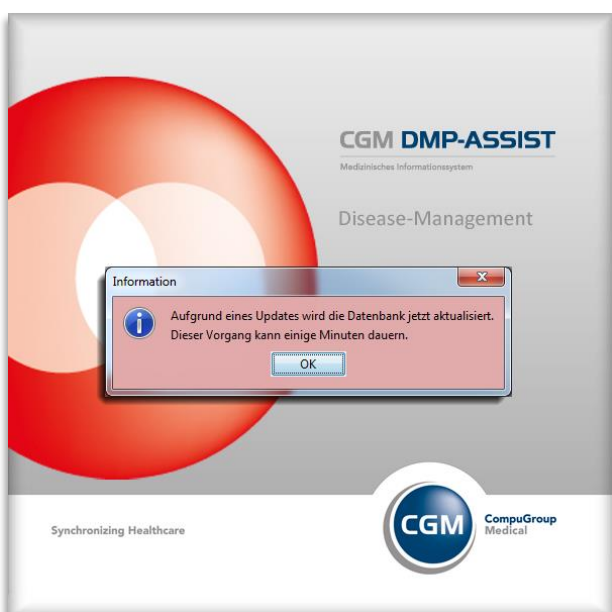 CGM DMP-ASSIST
Medizinisches Informationssystem
Disease-Management
Information
Aufgrund eines Updates wird die Datenbank jetzt aktualisiert.
Dieser Vorgang kann einige Minuten dauern.
OK
Synchronizing Healthcare
CGM
CompuGroup
Medical